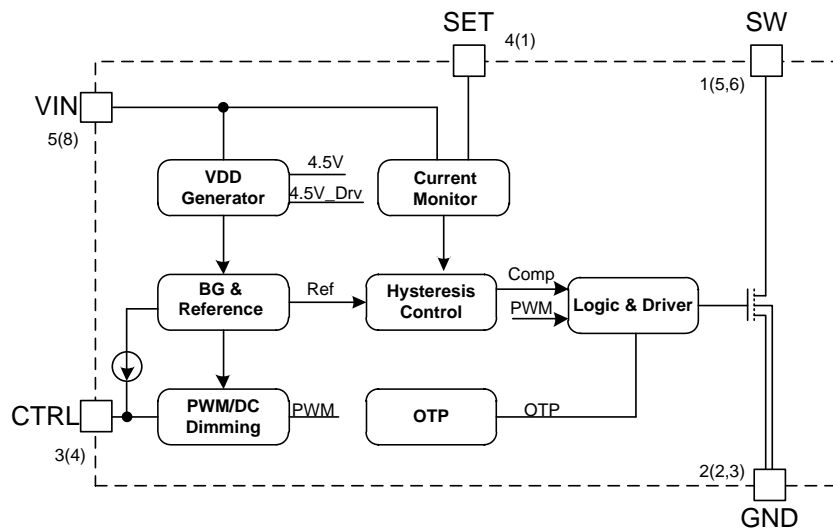 SET
4(1)
SW
1(5,6)
VIN
5(8)
VDD
Generator
4.5V
4.5V_Drv
Current
Monitor
BG &
Reference
Ref
Hysteresis
Control
Comp
PWM
Logic & Driver
CTRL
3(4)
PWM/DC
Dimming
PWM
OTP
OTP
2(2,3)
GND